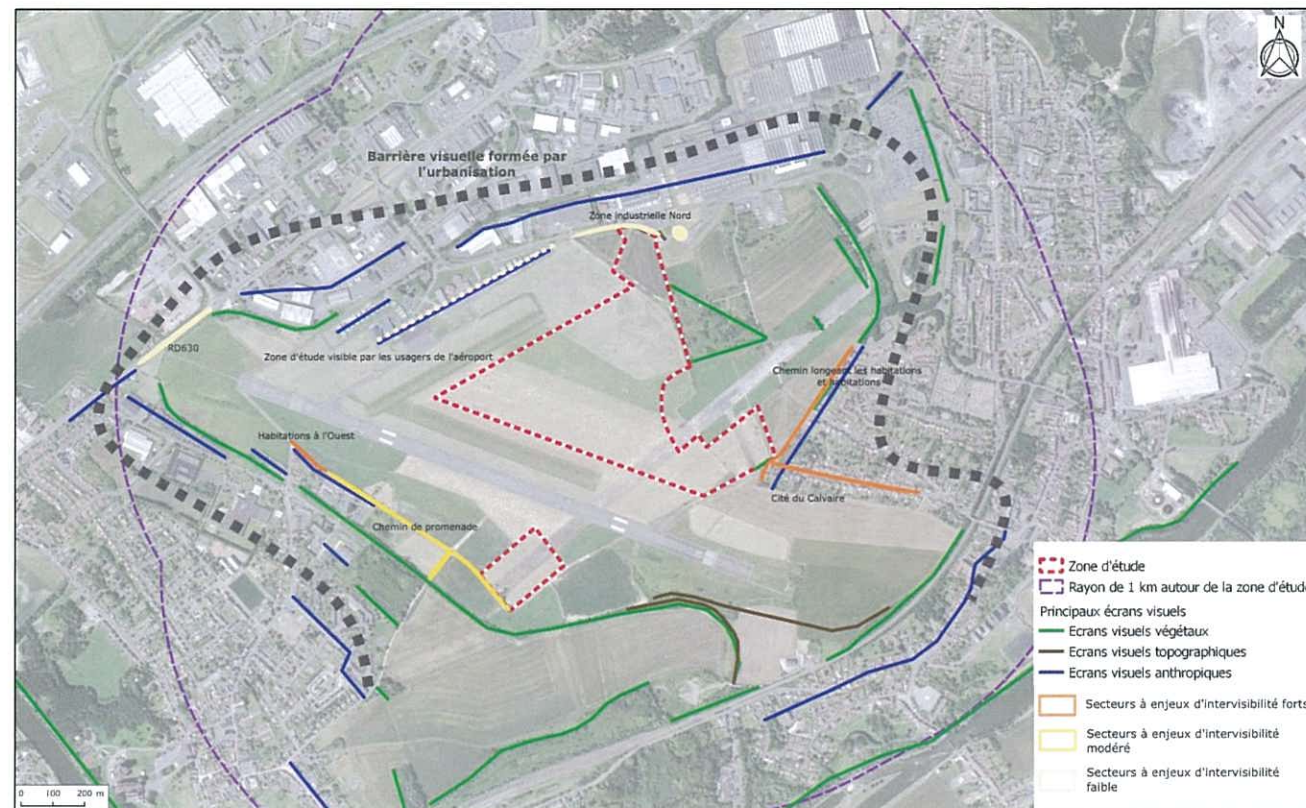 N
Barrière visuelle formée par
l'urbanisation
Zone industrielle Nord
RD630
Zone d'étude visible par les usagers de l'aéroport
Chemin longeant les habitations
et habitations
Habitations à l'Ouest
Cité du Calvaire
Chemin de promenade
Zone d'étude
Rayon de 1 km autour de la zone d'étude
Principaux écrans visuels
Ecrans visuels végétaux
Ecrans visuels topographiques
Ecrans visuels anthropiques
Secteurs à enjeux d'intervisibilité forts
Secteurs à enjeux d'intervisibilité
modéré
Secteurs à enjeux d'intervisibilité
faible
0 100 200 m